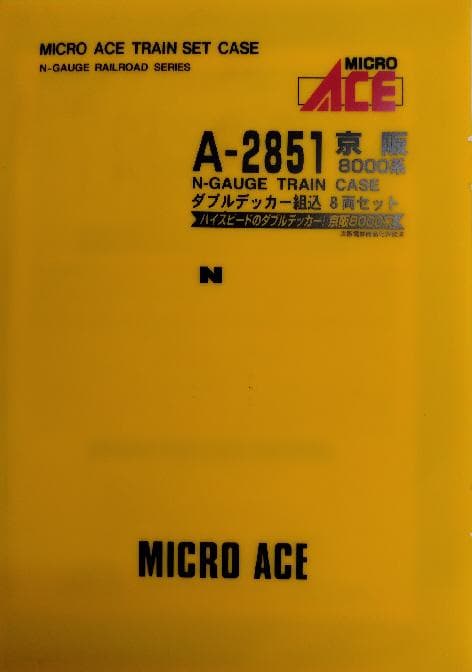 MICRO ACE TRAIN SET CASE
N-GAUGE RAILROAD SERIES
MICRO
ACE
A-2851 京阪
8000系
N-GAUGE TRAIN CASE
ダブルデッカー組込 8両セット
ハイスピードのダブルデッカー!京阪8000系
N
MICRO ACE